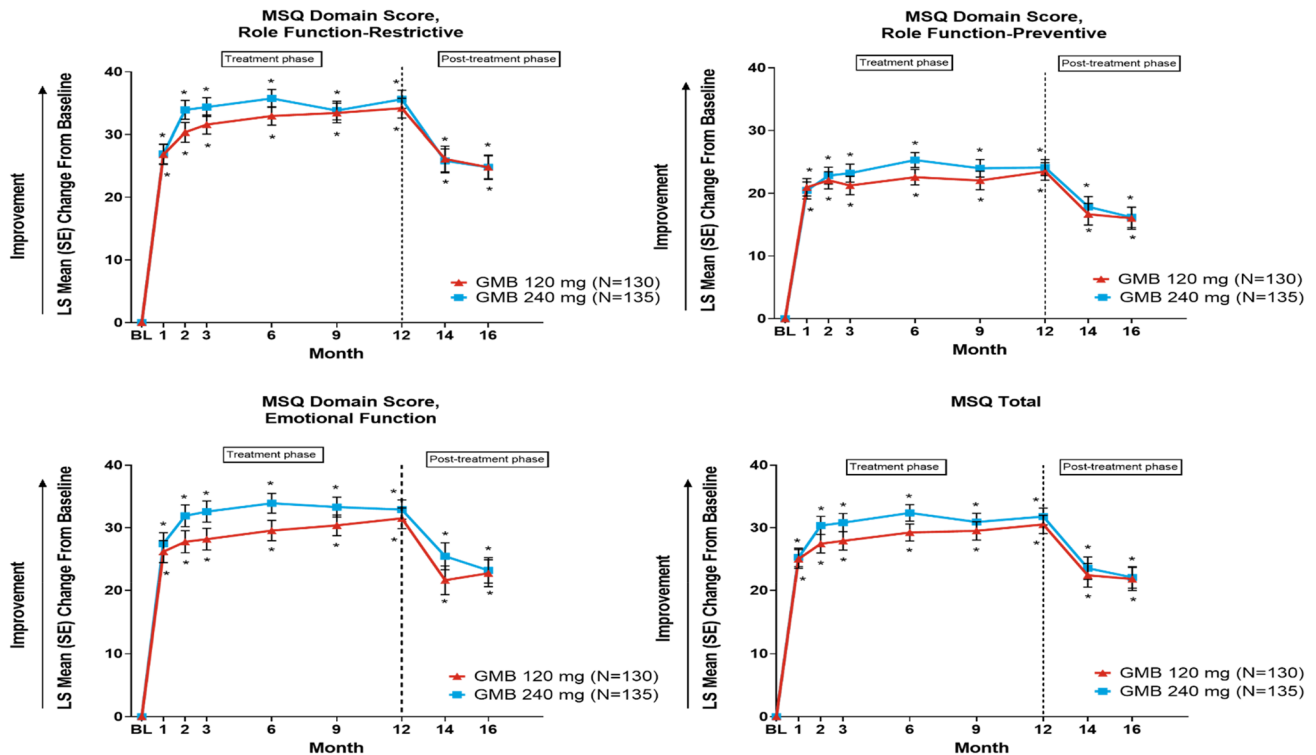 MSQ Domain Score,
Role Function-Restrictive
Treatment phase
Post-treatment phase
Improvement
LS Mean (SE) Change From Baseline
40
30
20
10
0
* * * * * * * *
* * * * * * * *
GMB 120 mg (N=130)
GMB 240 mg (N=135)
BL 1 2 3 6 9 12 14 16
Month
MSQ Domain Score,
Role Function-Preventive
Treatment phase
Post-treatment phase
Improvement
LS Mean (SE) Change From Baseline
40
30
20
10
0
* * * * * * * *
* * * * * * * *
GMB 120 mg (N=130)
GMB 240 mg (N=135)
BL 1 2 3 6 9 12 14 16
Month
MSQ Domain Score,
Emotional Function
Treatment phase
Post-treatment phase
Improvement
LS Mean (SE) Change From Baseline
40
30
20
10
0
* * * * * * * *
* * * * * * * *
GMB 120 mg (N=130)
GMB 240 mg (N=135)
BL 1 2 3 6 9 12 14 16
Month
MSQ Total
Treatment phase
Post-treatment phase
Improvement
LS Mean (SE) Change From Baseline
40
30
20
10
0
* * * * * * * *
* * * * * * * *
GMB 120 mg (N=130)
GMB 240 mg (N=135)
BL 1 2 3 6 9 12 14 16
Month